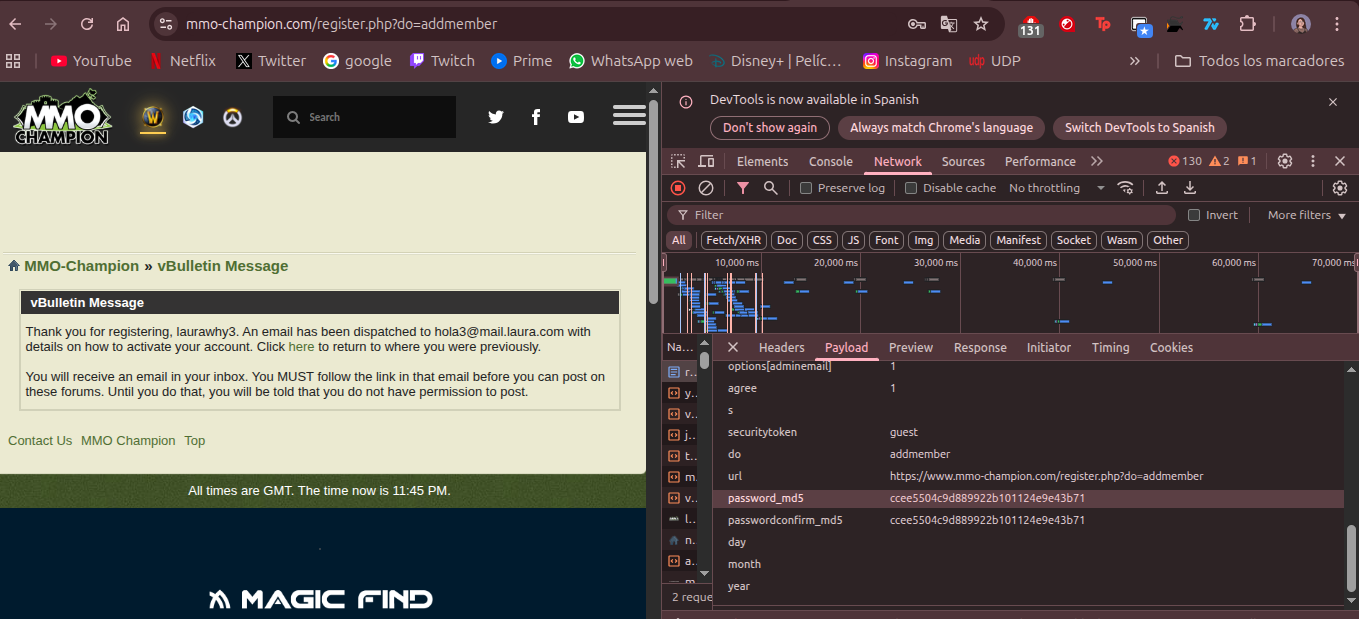 mmo-champion.com/register.php?do=addmember
131
Tp
YouTube Netflix Twitter google Twitch Prime WhatsApp web Disney+ | Pelíc... Instagram udp UDP » Todos los marcadores
MMO
CHAMPION
Search
MMO-Champion » vBulletin Message
vBulletin Message
Thank you for registering, laurawhy3. An email has been dispatched to hola3@mail.laura.com with
details on how to activate your account. Click here to return to where you were previously.
You will receive an email in your inbox. You MUST follow the link in that email before you can post on
these forums. Until you do that, you will be told that you do not have permission to post.
Contact Us MMO Champion Top
All times are GMT. The time now is 11:45 PM.
MAGIC FIND
DevTools is now available in Spanish
Don't show again Always match Chrome's language Switch DevTools to Spanish
Elements Console Network Sources Performance 130 2 1
Preserve log Disable cache No throttling
Filter Invert More filters
All Fetch/XHR Doc CSS JS Font Img Media Manifest Socket Wasm Other
10,000 ms 20,000 ms 30,000 ms 40,000 ms 50,000 ms 60,000 ms 70,000 ms
Na... Headers Payload Preview Response Initiator Timing Cookies
r...
y...
v...
j...
t...
m...
v...
l...
n...
a...
2 reque
options[adminemail] 1
agree 1
s
securitytoken guest
do addmember
url https://www.mmo-champion.com/register.php?do=addmember
password_md5 ccee5504c9d889922b101124e9e43b71
passwordconfirm_md5 ccee5504c9d889922b101124e9e43b71
day
month
year